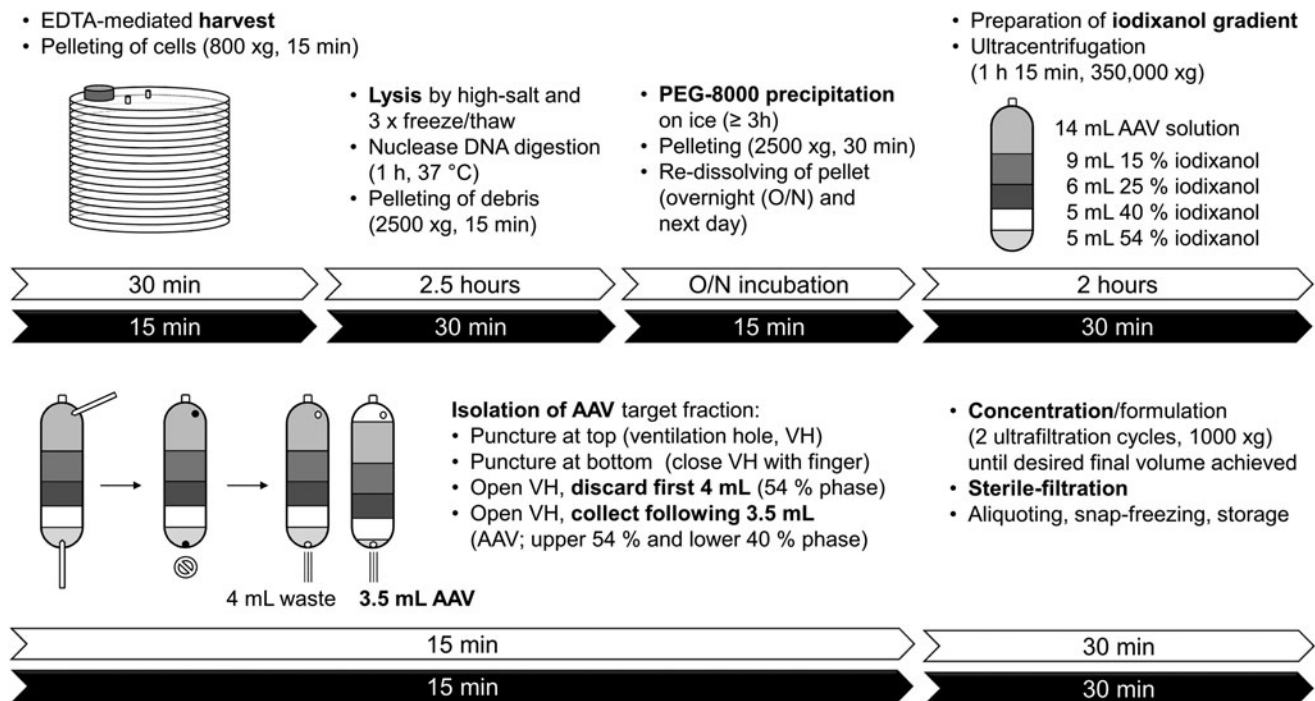 • EDTA-mediated harvest
• Pelleting of cells (800 xg, 15 min)
• Lysis by high-salt and
3 x freeze/thaw
• Nuclease DNA digestion
(1 h, 37 °C)
• Pelleting of debris
(2500 xg, 15 min)
• PEG-8000 precipitation
on ice (≥ 3h)
• Pelleting (2500 xg, 30 min)
• Re-dissolving of pellet
(overnight (O/N) and
next day)
• Preparation of iodixanol gradient
• Ultracentrifugation
(1 h 15 min, 350,000 xg)
14 mL AAV solution
9 mL 15 % iodixanol
6 mL 25 % iodixanol
5 mL 40 % iodixanol
5 mL 54 % iodixanol
30 min
2.5 hours
O/N incubation
2 hours
15 min
30 min
15 min
30 min
4 mL waste
3.5 mL AAV
Isolation of AAV target fraction:
• Puncture at top (ventilation hole, VH)
• Puncture at bottom (close VH with finger)
• Open VH, discard first 4 mL (54 % phase)
• Open VH, collect following 3.5 mL
(AAV; upper 54 % and lower 40 % phase)
• Concentration/formulation
(2 ultrafiltration cycles, 1000 xg)
until desired final volume achieved
• Sterile-filtration
• Aliquoting, snap-freezing, storage
15 min
30 min
15 min
30 min